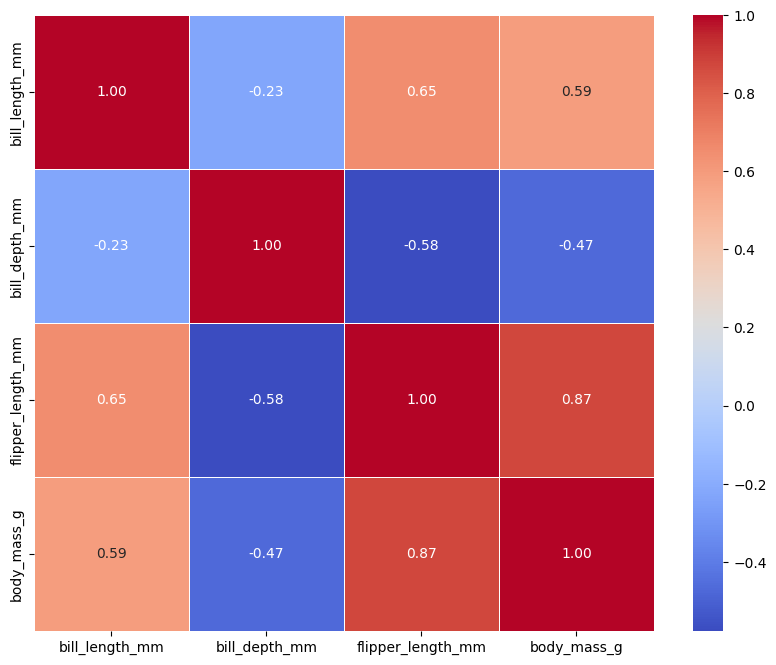 bill_length_mm
1.00 -0.23 0.65 0.59
bill_depth_mm
-0.23 1.00 -0.58 -0.47
flipper_length_mm
0.65 -0.58 1.00 0.87
body_mass_g
0.59 -0.47 0.87 1.00
bill_length_mm bill_depth_mm flipper_length_mm body_mass_g
1.0
0.8
0.6
0.4
0.2
0.0
−0.2
−0.4